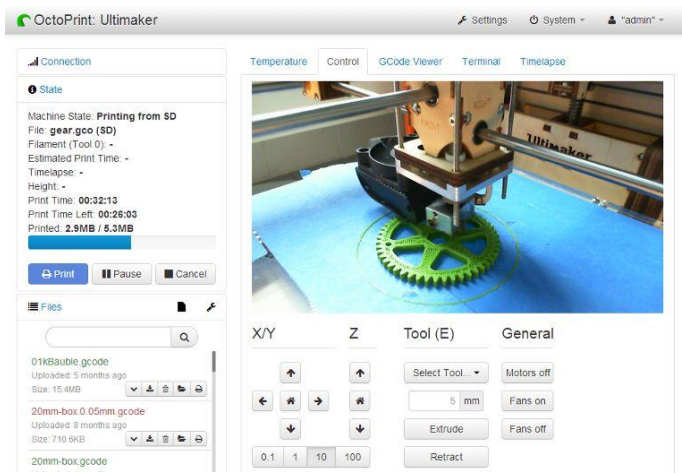 OctoPrint: Ultimaker
Settings
System
"admin"
Connection
State
Machine State: Printing from SD
File: gear.gco (SD)
Filament (Tool 0): -
Estimated Print Time: -
Timelapse: -
Height: -
Print Time: 00:32:13
Print Time Left: 00:26:03
Printed: 2.9MB / 5.3MB
Print
Pause
Cancel
Files
01kBauble.gcode
Uploaded: 5 months ago
Size: 15.4MB
20mm-box.0.05mm.gcode
Uploaded: 8 months ago
Size: 710.6KB
20mm-box.gcode
Temperature
Control
GCode Viewer
Terminal
Timelapse
FRONT
Ultimaker
X/Y
Z
Tool (E)
General
Select Tool...
Motors off
5 mm
Fans on
Extrude
Fans off
0.1 1 10 100
Retract